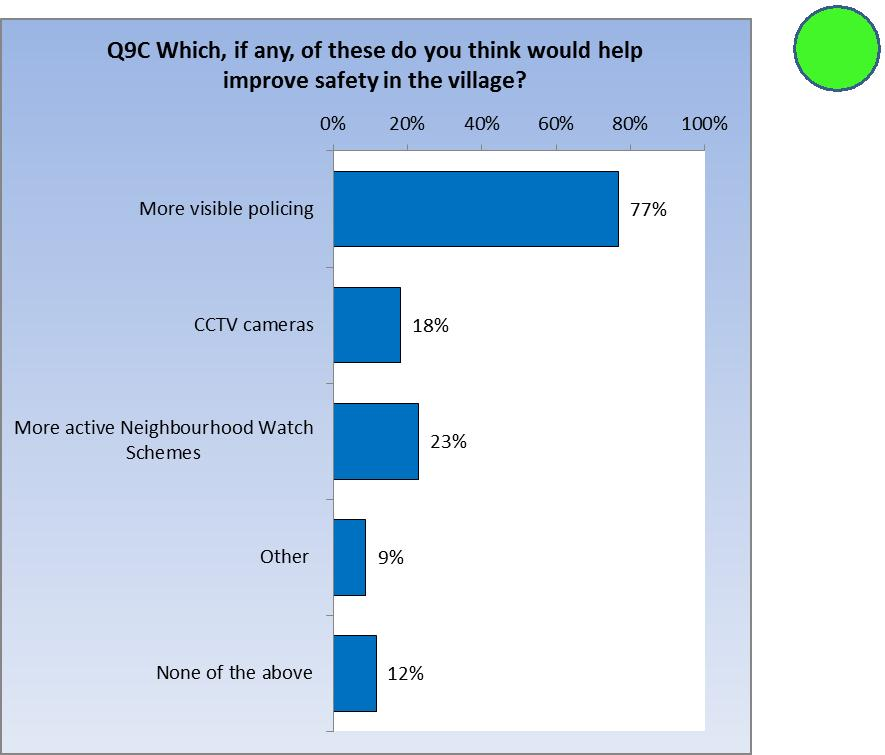 Q9C Which, if any, of these do you think would help
improve safety in the village?
0% 20% 40% 60% 80% 100%
More visible policing 77%
CCTV cameras 18%
More active Neighbourhood Watch
Schemes 23%
Other 9%
None of the above 12%